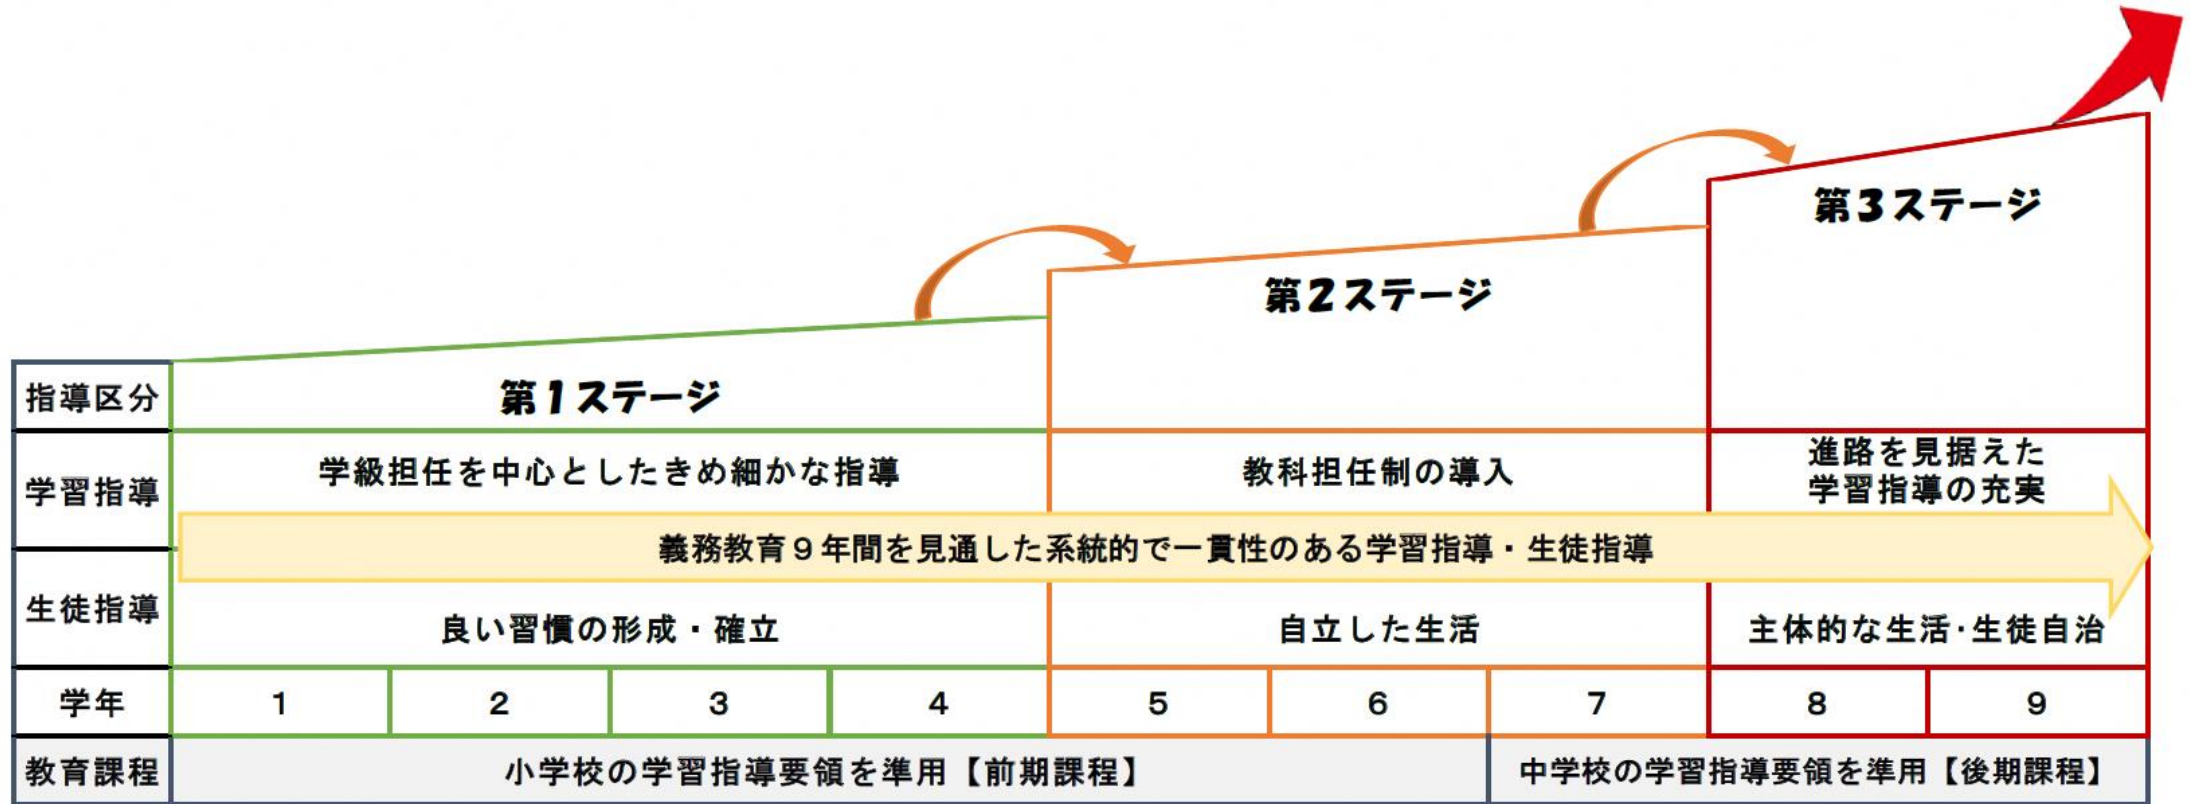 第3ステージ
第2ステージ
指導区分
第1ステージ
学習指導
学級担任を中心としたきめ細かな指導
教科担任制の導入
進路を見据えた
学習指導の充実
義務教育9年間を見通した系統的で一貫性のある学習指導・生徒指導
生徒指導
良い習慣の形成・確立
自立した生活
主体的な生活・生徒自治
学年
1
2
3
4
5
6
7
8
9
教育課程
小学校の学習指導要領を準用【前期課程】
中学校の学習指導要領を準用【後期課程】